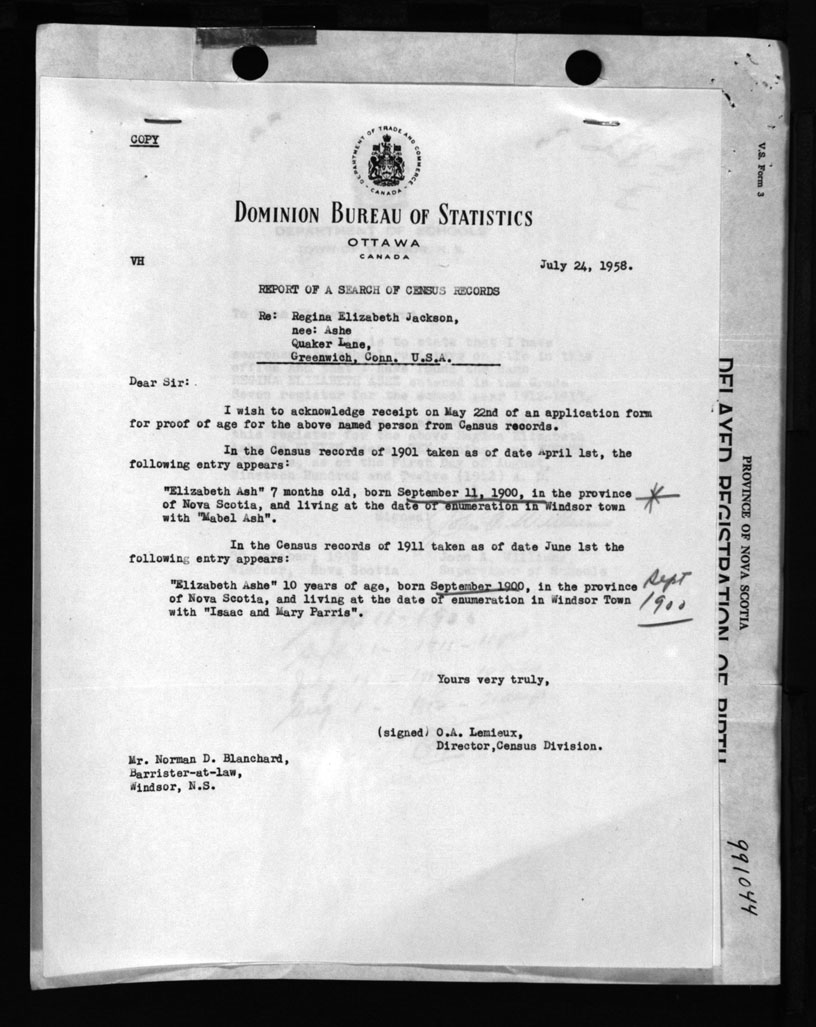 COPY
DEPARTMENT OF TRADE AND COMMERCE
CANADA
DOMINION BUREAU OF STATISTICS
OTTAWA
CANADA
VH
July 24, 1958.
REPORT OF A SEARCH OF CENSUS RECORDS
Re: Regina Elizabeth Jackson,
nee: Ashe
Quaker Lane,
Greenwich, Conn. U.S.A.
Dear Sir:
I wish to acknowledge receipt on May 22nd of an application form
for proof of age for the above named person from Census records.
In the Census records of 1901 taken as of date April 1st, the
following entry appears:
"Elizabeth Ash" 7 months old, born September 11, 1900, in the province
of Nova Scotia, and living at the date of enumeration in Windsor town
with "Mabel Ash".
In the Census records of 1911 taken as of date June 1st the
following entry appears:
"Elizabeth Ashe" 10 years of age, born September 1900, in the province
of Nova Scotia, and living at the date of enumeration in Windsor Town
with "Isaac and Mary Parris".
Sept
1900
Yours very truly,
(signed) O.A. Lemieux,
Director,Census Division.
Mr. Norman D. Blanchard,
Barrister-at-law,
Windsor, N.S.
V.S. Form 3
PROVINCE OF NOVA SCOTIA
DELAYED REGISTRATION OF BIRTH
991044